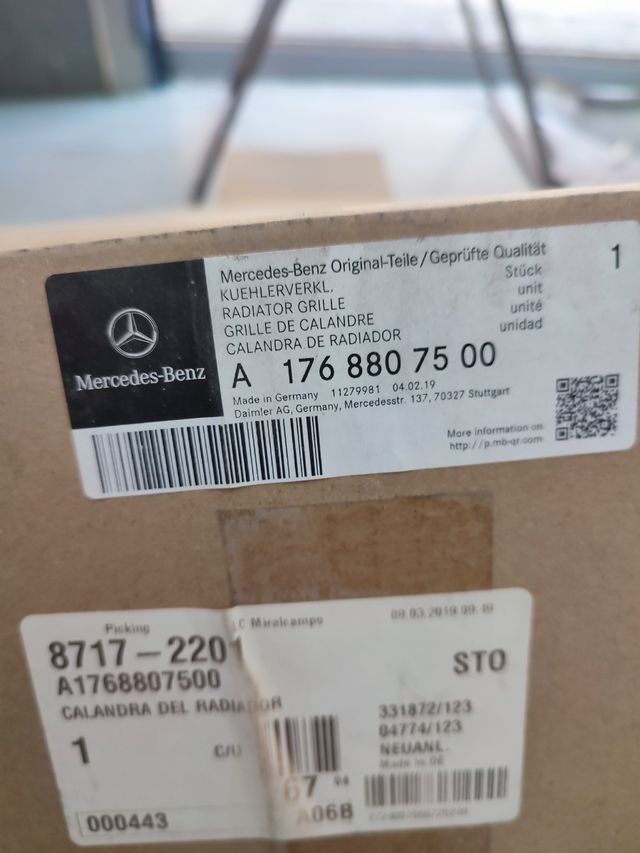 Mercedes-Benz Original-Teile/Geprüfte Qualität
1
KUEHLERVERKL.
Stück
RADIATOR GRILLE
unit
GRILLE DE CALANDRE
unité
CALANDRA DE RADIADOR
unidad
Mercedes-Benz
A 176 880 75 00
Made in Germany 11279981 04.02.19
Daimler AG, Germany, Mercedesstr. 137, 70327 Stuttgart
More information on
http://p.mb-qr.com
Picking
C Miralcampo
08.03.2019 09:49
8717-2201
STO
A1768807500
CALANDRA DEL RADIADOR
331872/123
04774/123
1
C/U
NEUANL.
Made in DE
67 04
000443
A06B